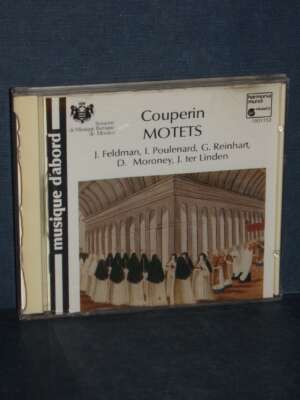 Couperin
MOTETS
J. Feldman, I. Poulenard, G. Reinhart,
D. Moroney, J. ter Linden
musique d'abord
harmonia
mundi